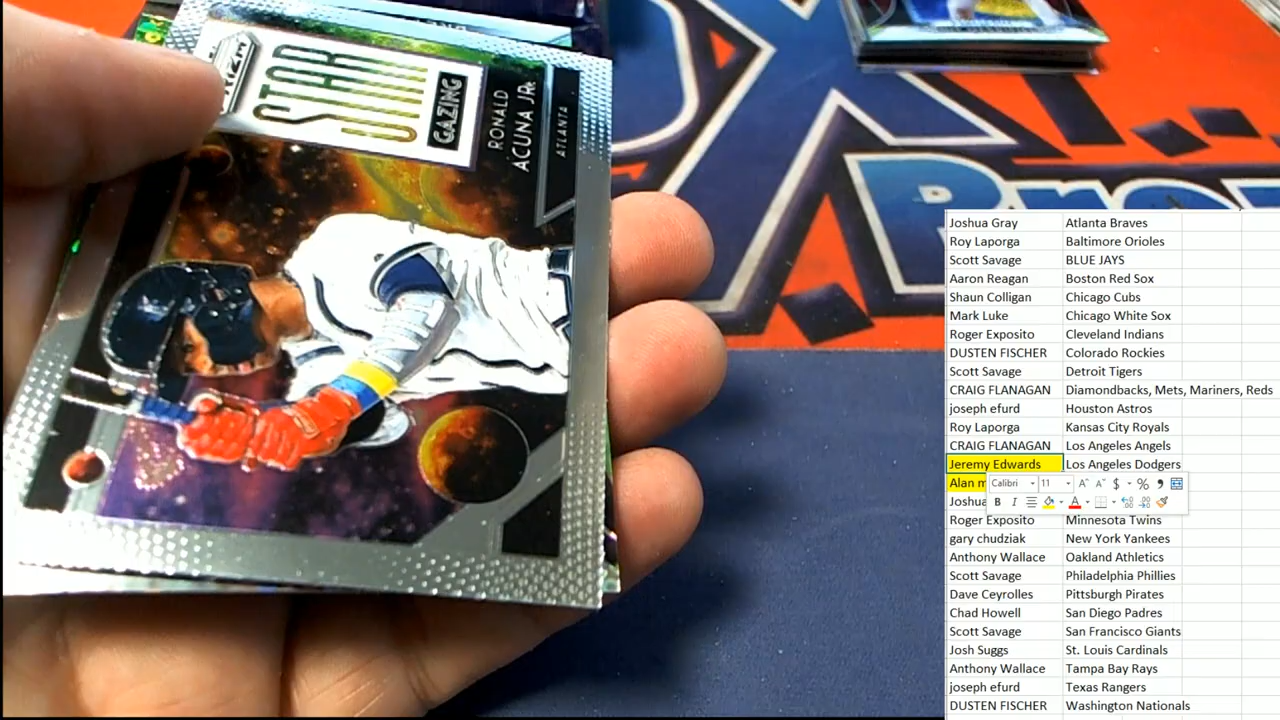 STAR
GAZING
RONALD
ACUNA JR.
ATLANTA
Joshua Gray Atlanta Braves
Roy Laporga Baltimore Orioles
Scott Savage BLUE JAYS
Aaron Reagan Boston Red Sox
Shaun Colligan Chicago Cubs
Mark Luke Chicago White Sox
Roger Exposito Cleveland Indians
DUSTEN FISCHER Colorado Rockies
Scott Savage Detroit Tigers
CRAIG FLANAGAN Diamondbacks, Mets, Mariners, Reds
joseph efurd Houston Astros
Roy Laporga Kansas City Royals
CRAIG FLANAGAN Los Angeles Angels
Jeremy Edwards Los Angeles Dodgers
Alan m
Calibri 11 A A $ % ,
Joshua
B I A
Roger Exposito Minnesota Twins
gary chudziak New York Yankees
Anthony Wallace Oakland Athletics
Scott Savage Philadelphia Phillies
Dave Ceyrolles Pittsburgh Pirates
Chad Howell San Diego Padres
Scott Savage San Francisco Giants
Josh Suggs St. Louis Cardinals
Anthony Wallace Tampa Bay Rays
joseph efurd Texas Rangers
DUSTEN FISCHER Washington Nationals